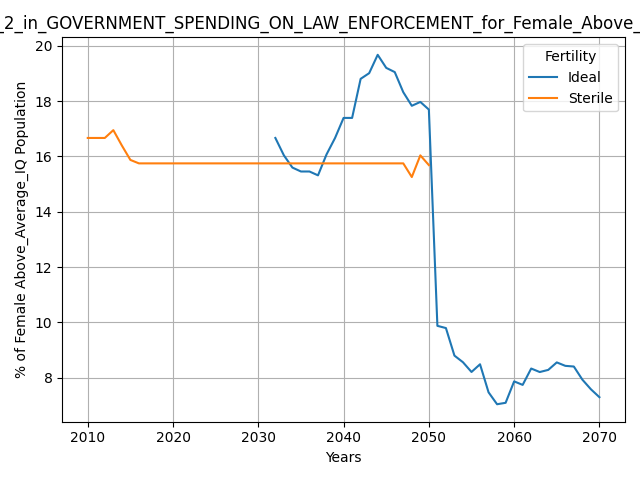 _2_in_GOVERNMENT_SPENDING_ON_LAW_ENFORCEMENT_for_Female_Above_
Fertility
Ideal
Sterile
% of Female Above_Average_IQ Population
20
18
16
14
12
10
8
2010 2020 2030 2040 2050 2060 2070
Years